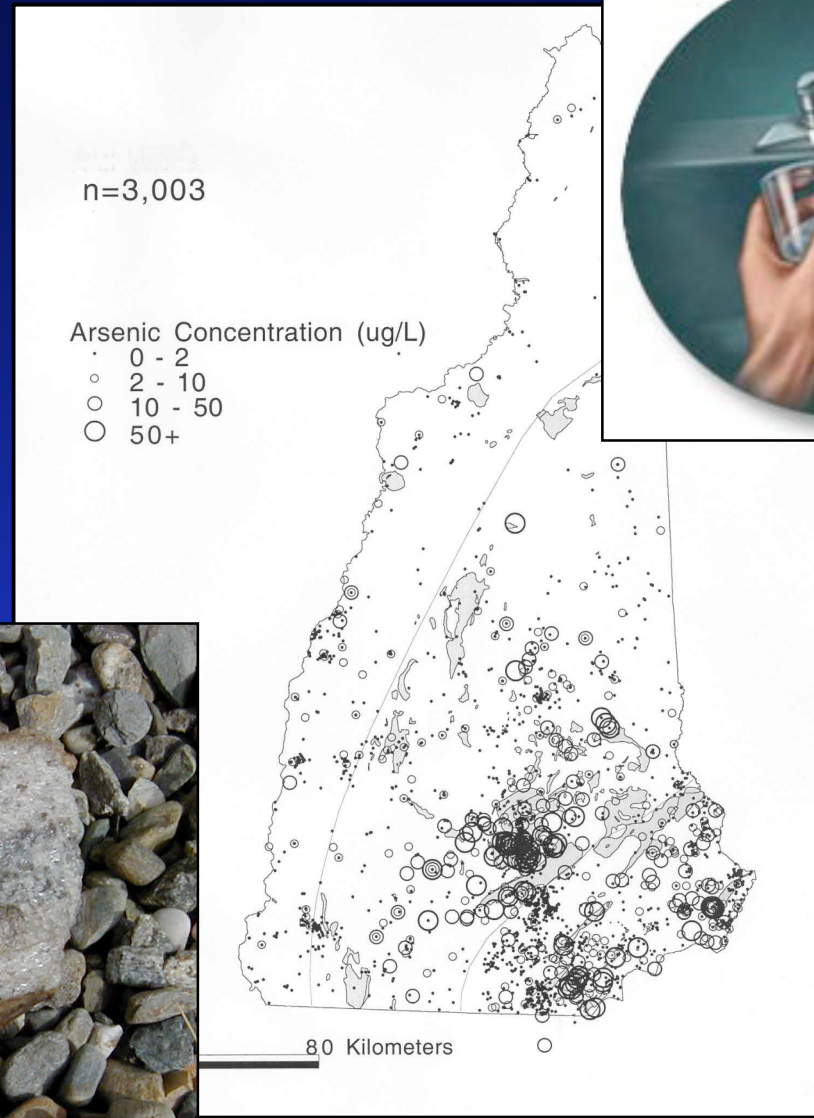 n=3,003
Arsenic Concentration (ug/L)
0 - 2
2 - 10
10 - 50
50+
80 Kilometers